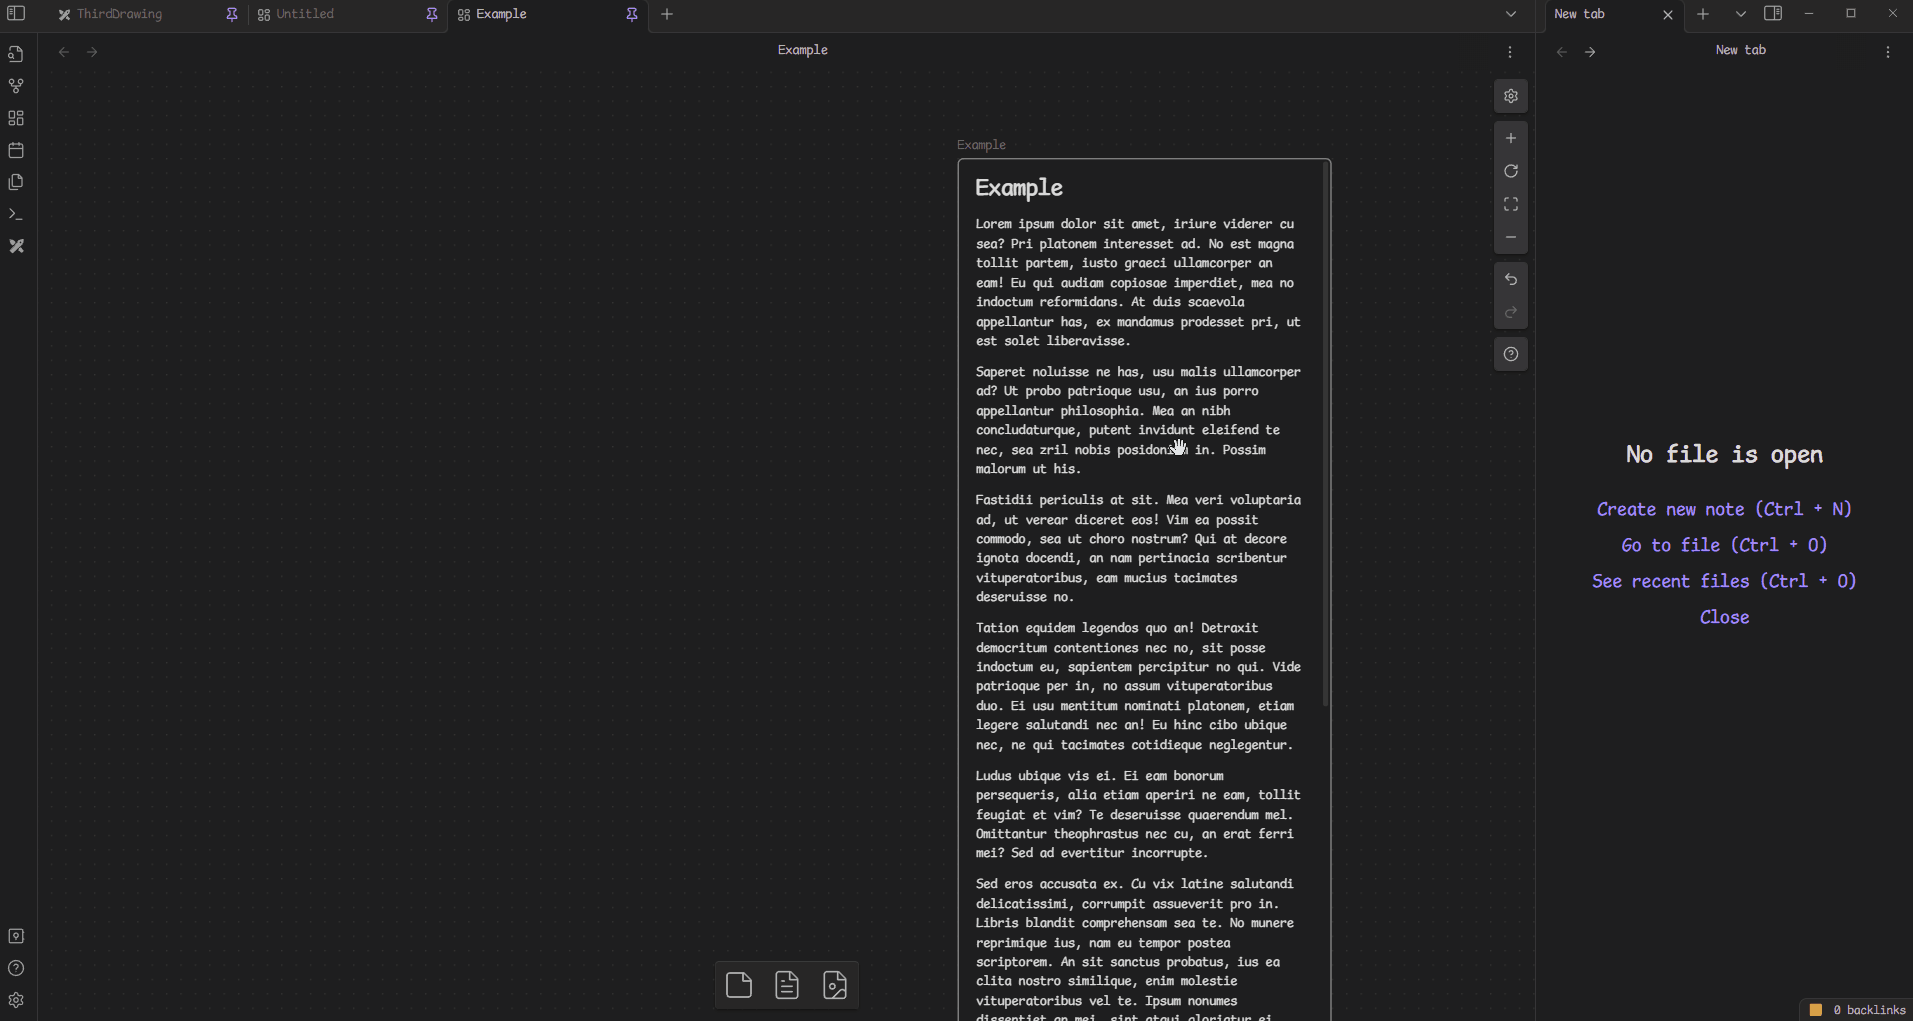 ThirdDrawing
Untitled
Example
New tab
Example
New tab
Example
Example
Lorem ipsum dolor sit amet, iriure viderer cu
sea? Pri platonem interesset ad. No est magna
tollit partem, iusto graeci ullamcorper an
eam! Eu qui audiam copiosae imperdiet, mea no
indoctum reformidans. At duis scaevola
appellantur has, ex mandamus prodesset pri, ut
est solet liberavisse.
Saperet noluisse ne has, usu malis ullamcorper
ad? Ut probo patrioque usu, an ius porro
appellantur philosophia. Mea an nibh
concludaturque, putent invidunt eleifend te
nec, sea zril nobis in. Possim
malorum ut his.
Fastidii periculis at sit. Mea veri voluptaria
ad, ut verear diceret eos! Vim ea possit
commodo, sea ut choro nostrum? Qui at decore
ignota docendi, an nam pertinacia scribentur
vituperatoribus, eam mucius tacimates
deseruisse no.
Tation equidem legendos quo an! Detraxit
democritum contentiones nec no, sit posse
indoctum eu, sapientem percipitur no qui. Vide
patrioque per in, no assum vituperatoribus
duo. Ei usu mentitum nominati platonem, etiam
legere salutandi nec an! Eu hinc cibo ubique
nec, ne qui tacimates cotidieque neglegentur.
Ludus ubique vis ei. Ei eam bonorum
persequeris, alia etiam aperiri ne eam, tollit
feugiat et vim? Te deseruisse quaerendum mel.
Omittantur theophrastus nec cu, an erat ferri
mei? Sed ad evertitur incorrupte.
Sed eros accusata ex. Cu vix latine salutandi
delicatissimi, corrumpit assueverit pro in.
Libris blandit comprehensam sea te. No munere
reprimique ius, nam eu tempor postea
scriptorem. An sit sanctus probatus, ius ea
clita nostro similique, enim molestie
vituperatoribus vel te. Ipsum nonumes
dissentiet an mei, sint atqui gloriatur ei
No file is open
Create new note (Ctrl + N)
Go to file (Ctrl + O)
See recent files (Ctrl + O)
Close
0 backlinks